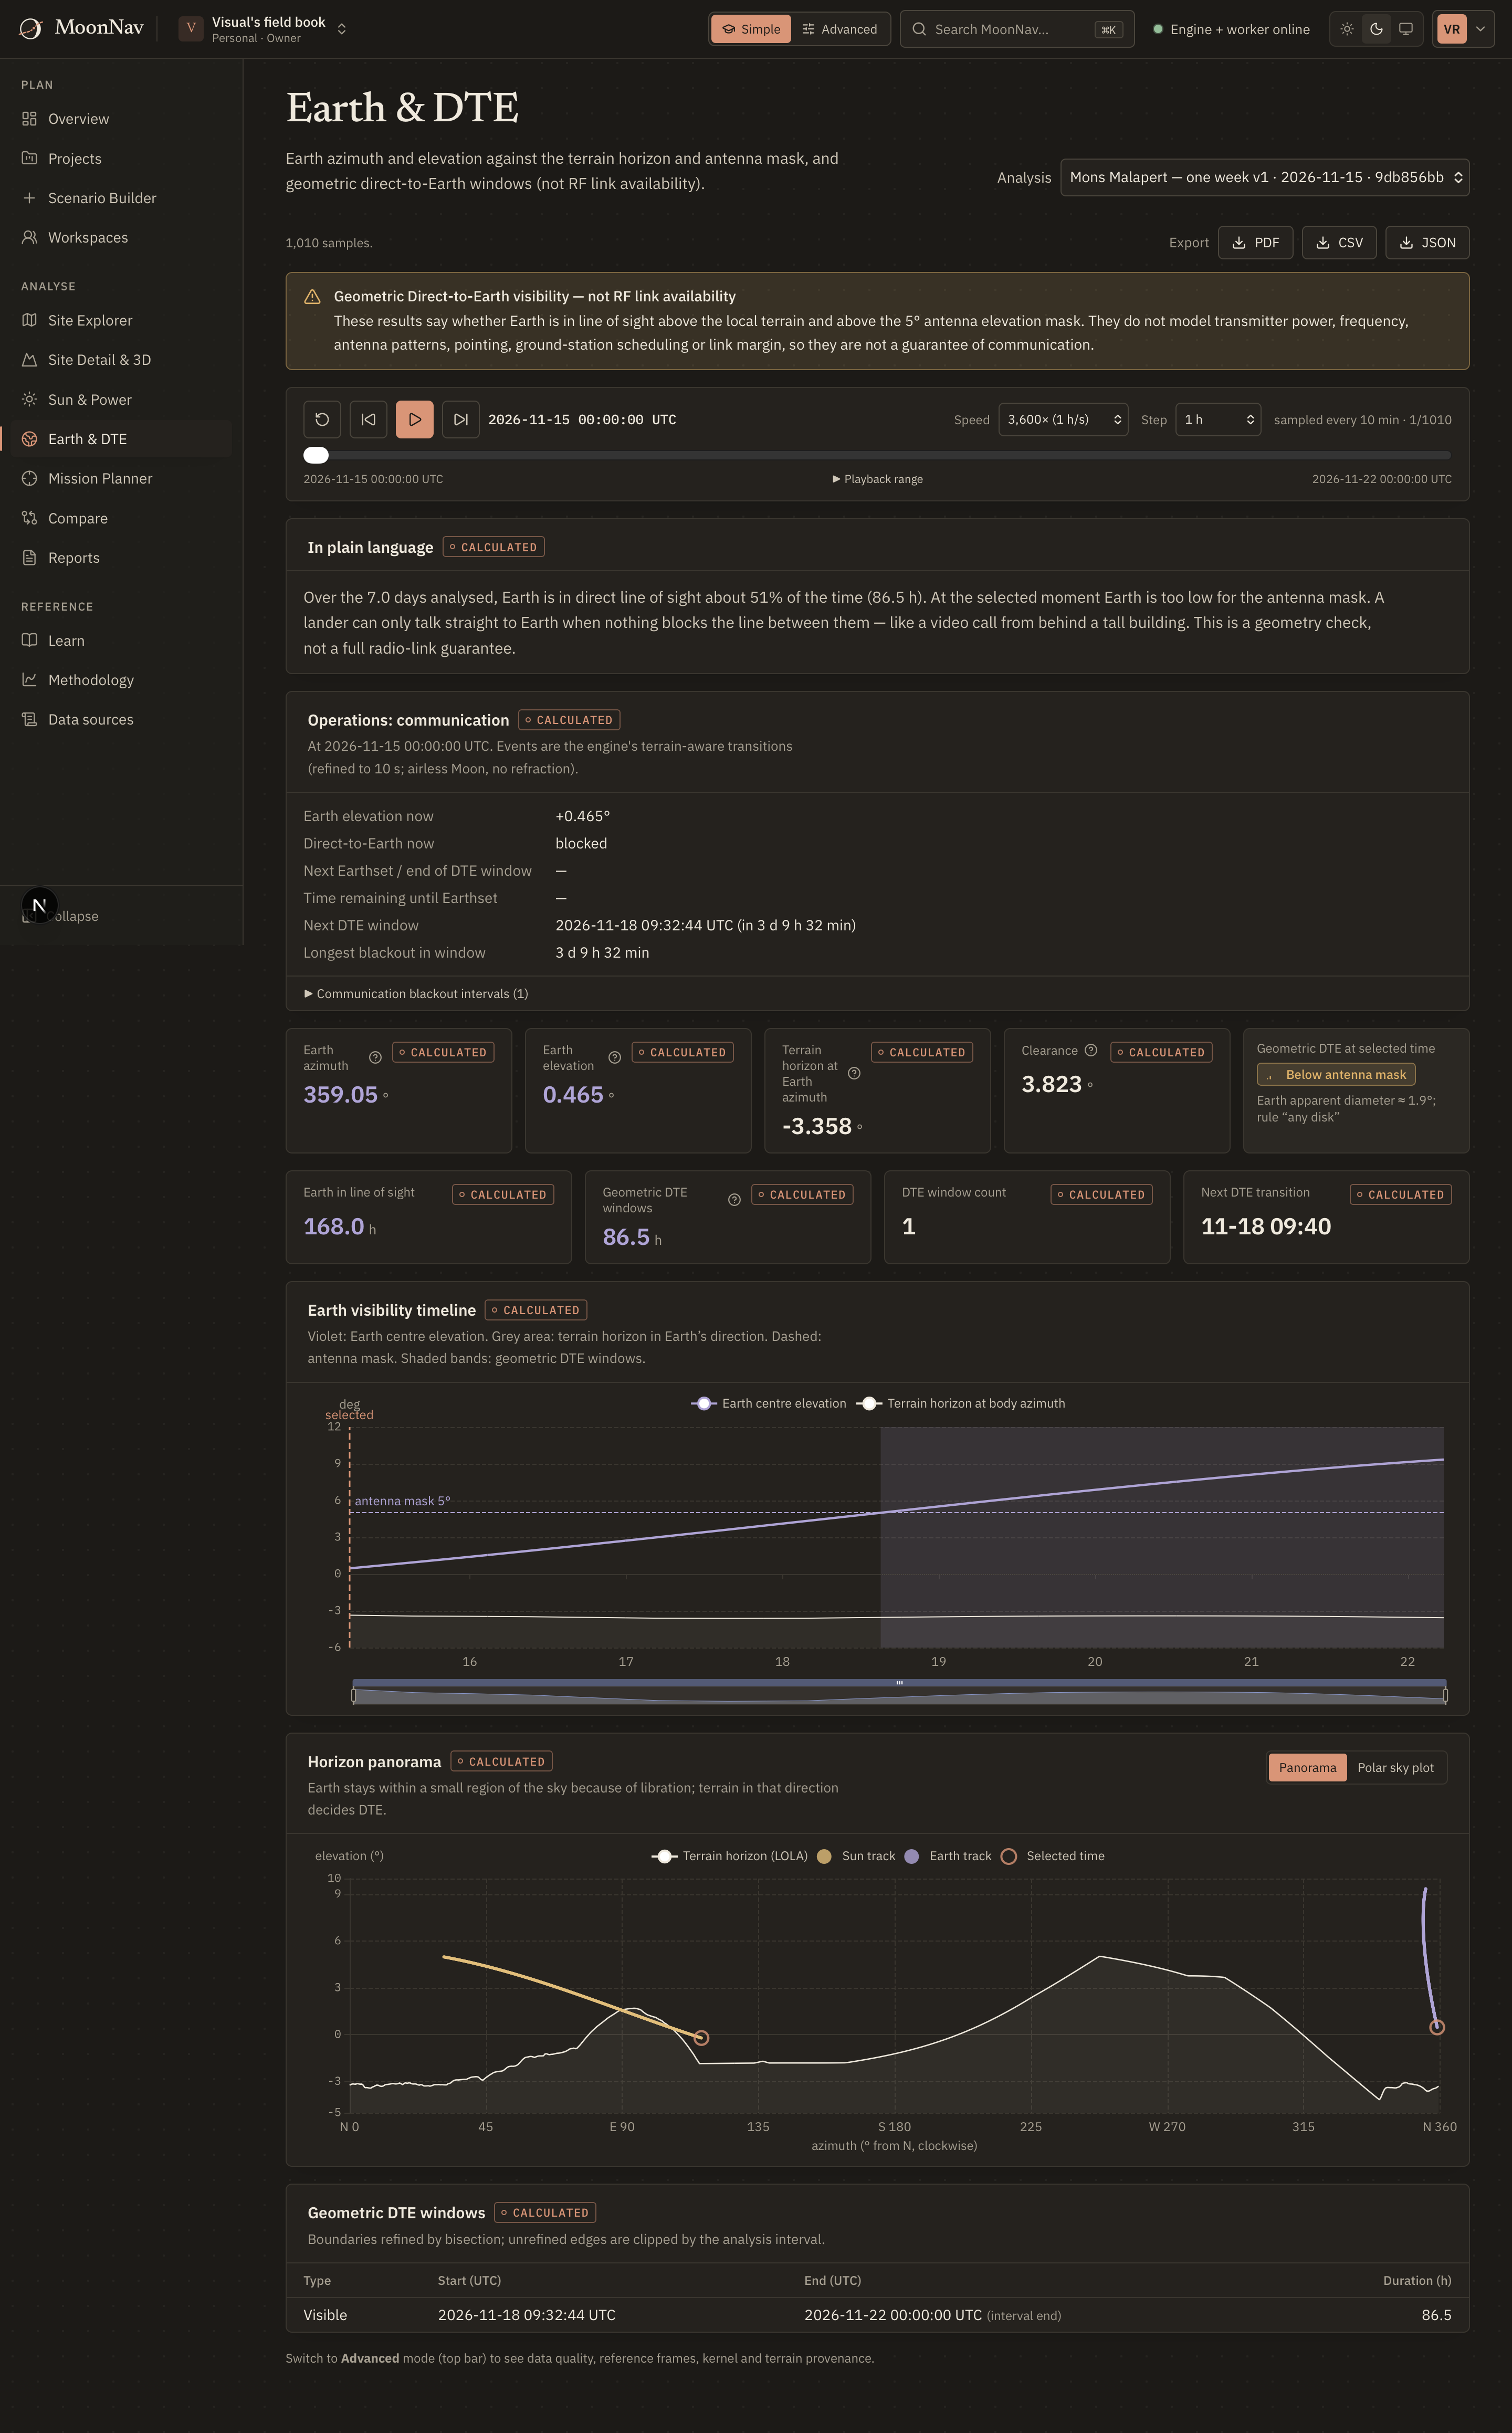 MoonNav
V
Visual's field book
Personal · Owner
Simple
Advanced
Search MoonNav...
⌘K
Engine + worker online
VR
PLAN
Overview
Projects
Scenario Builder
Workspaces
ANALYSE
Site Explorer
Site Detail & 3D
Sun & Power
Earth & DTE
Mission Planner
Compare
Reports
REFERENCE
Learn
Methodology
Data sources
N
ollapse
Earth & DTE
Earth azimuth and elevation against the terrain horizon and antenna mask, and
geometric direct-to-Earth windows (not RF link availability).
Analysis
Mons Malapert — one week v1 · 2026-11-15 · 9db856bb
1,010 samples.
Export
PDF
CSV
JSON
Geometric Direct-to-Earth visibility — not RF link availability
These results say whether Earth is in line of sight above the local terrain and above the 5° antenna elevation mask. They do not model transmitter power, frequency,
antenna patterns, pointing, ground-station scheduling or link margin, so they are not a guarantee of communication.
2026-11-15 00:00:00 UTC
Speed
3,600× (1 h/s)
Step
1 h
sampled every 10 min · 1/1010
2026-11-15 00:00:00 UTC
Playback range
2026-11-22 00:00:00 UTC
In plain language
CALCULATED
Over the 7.0 days analysed, Earth is in direct line of sight about 51% of the time (86.5 h). At the selected moment Earth is too low for the antenna mask. A
lander can only talk straight to Earth when nothing blocks the line between them — like a video call from behind a tall building. This is a geometry check,
not a full radio-link guarantee.
Operations: communication
CALCULATED
At 2026-11-15 00:00:00 UTC. Events are the engine's terrain-aware transitions
(refined to 10 s; airless Moon, no refraction).
Earth elevation now
+0.465°
Direct-to-Earth now
blocked
Next Earthset / end of DTE window
—
Time remaining until Earthset
—
Next DTE window
2026-11-18 09:32:44 UTC (in 3 d 9 h 32 min)
Longest blackout in window
3 d 9 h 32 min
Communication blackout intervals (1)
Earth
azimuth
CALCULATED
359.05 °
Earth
elevation
CALCULATED
0.465 °
Terrain
horizon at
Earth
azimuth
CALCULATED
-3.358 °
Clearance
CALCULATED
3.823 °
Geometric DTE at selected time
Below antenna mask
Earth apparent diameter ≈ 1.9°;
rule “any disk”
Earth in line of sight
CALCULATED
168.0 h
Geometric DTE
windows
CALCULATED
86.5 h
DTE window count
CALCULATED
1
Next DTE transition
CALCULATED
11-18 09:40
Earth visibility timeline
CALCULATED
Violet: Earth centre elevation. Grey area: terrain horizon in Earth’s direction. Dashed:
antenna mask. Shaded bands: geometric DTE windows.
deg
selected
Earth centre elevation
Terrain horizon at body azimuth
12
9
6
antenna mask 5°
3
0
-3
-6
16
17
18
19
20
21
22
Horizon panorama
CALCULATED
Earth stays within a small region of the sky because of libration; terrain in that direction
decides DTE.
Panorama
Polar sky plot
elevation (°)
Terrain horizon (LOLA)
Sun track
Earth track
Selected time
10
9
6
3
0
-3
-5
N 0
45
E 90
135
S 180
225
W 270
315
N 360
azimuth (° from N, clockwise)
Geometric DTE windows
CALCULATED
Boundaries refined by bisection; unrefined edges are clipped by the analysis interval.
Type
Start (UTC)
End (UTC)
Duration (h)
Visible
2026-11-18 09:32:44 UTC
2026-11-22 00:00:00 UTC (interval end)
86.5
Switch to Advanced mode (top bar) to see data quality, reference frames, kernel and terrain provenance.